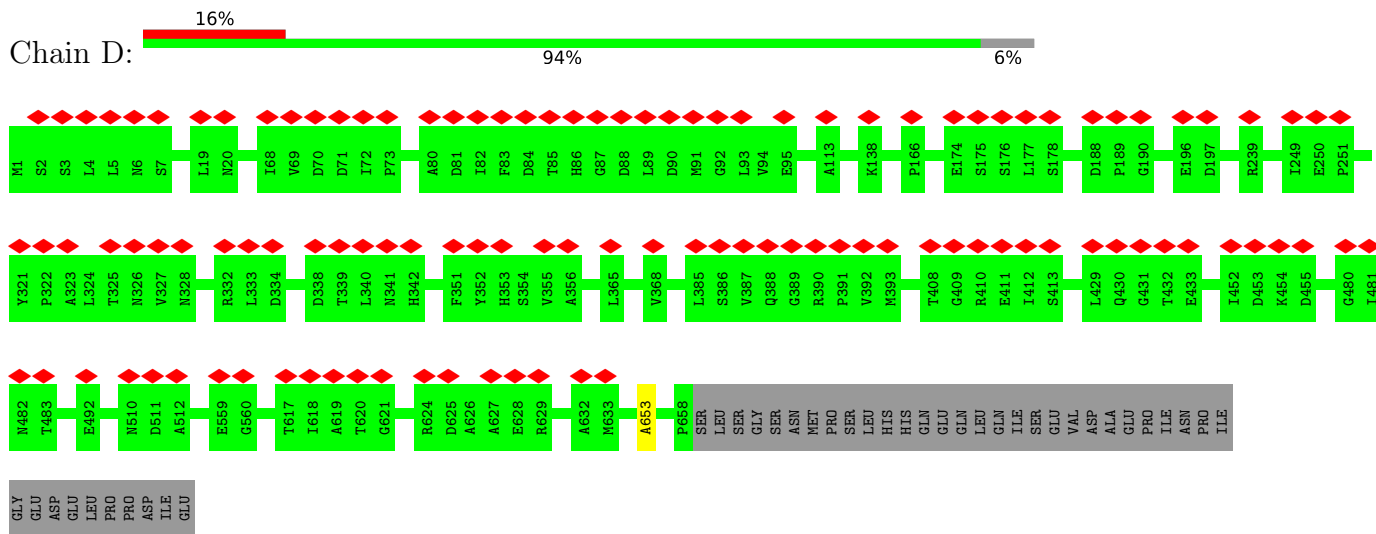 16%
Chain D:
94% 6%
M1 S2 S3 L4 L5 N6 S7 L19 N20 I68 V69 D70 D71 I72 P73 A80 D81 I82 F83 D84 T85 H86 G87 D88 L89 D90 M91 G92 L93 V94 E95 A113 K138 P166 E174 S175 S176 L177 S178 D188 P189 G190 E196 D197 R239 I249 E250 P251
Y321 P322 A323 L324 T325 N326 V327 N328 R332 L333 D334 D338 T339 L340 N341 H342 F351 Y352 H353 S354 V355 A356 L365 V368 L385 S386 V387 Q388 G389 R390 P391 V392 M393 T408 G409 R410 E411 I412 S413 L429 Q430 G431 T432 E433 I452 D453 K454 D455 G480 I481
N482 T483 E492 N510 D511 A512 E559 G560 T617 I618 A619 T620 G621 R624 D625 A626 A627 E628 R629 A632 M633 A653 P658 SER LEU SER GLY SER ASN MET PRO SER LEU HIS HIS GLN GLU GLN LEU GLN ILE SER GLU VAL ASP ALA GLU PRO ILE ASN PRO ILE
GLY GLU ASP GLU LEU PRO PRO ASP ILE GLU